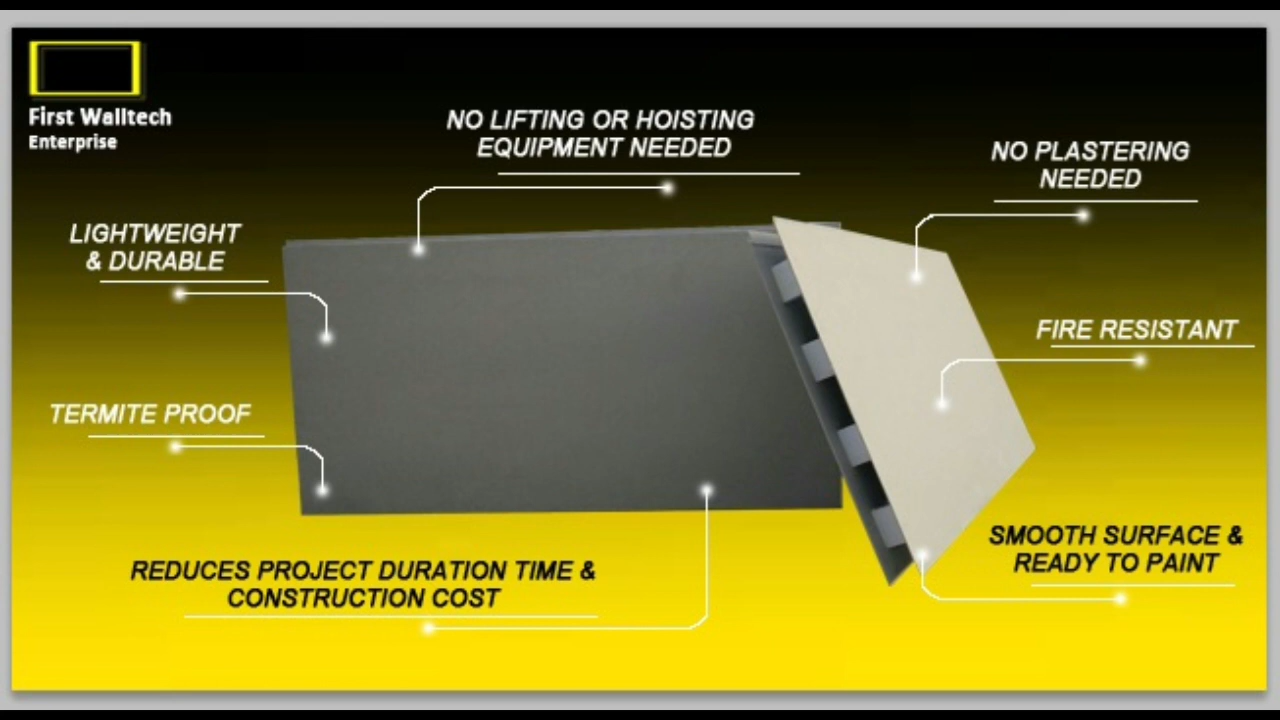 First Walltech
Enterprise
NO LIFTING OR HOISTING
EQUIPMENT NEEDED
NO PLASTERING
NEEDED
LIGHTWEIGHT
& DURABLE
FIRE RESISTANT
TERMITE PROOF
SMOOTH SURFACE &
READY TO PAINT
REDUCES PROJECT DURATION TIME &
CONSTRUCTION COST